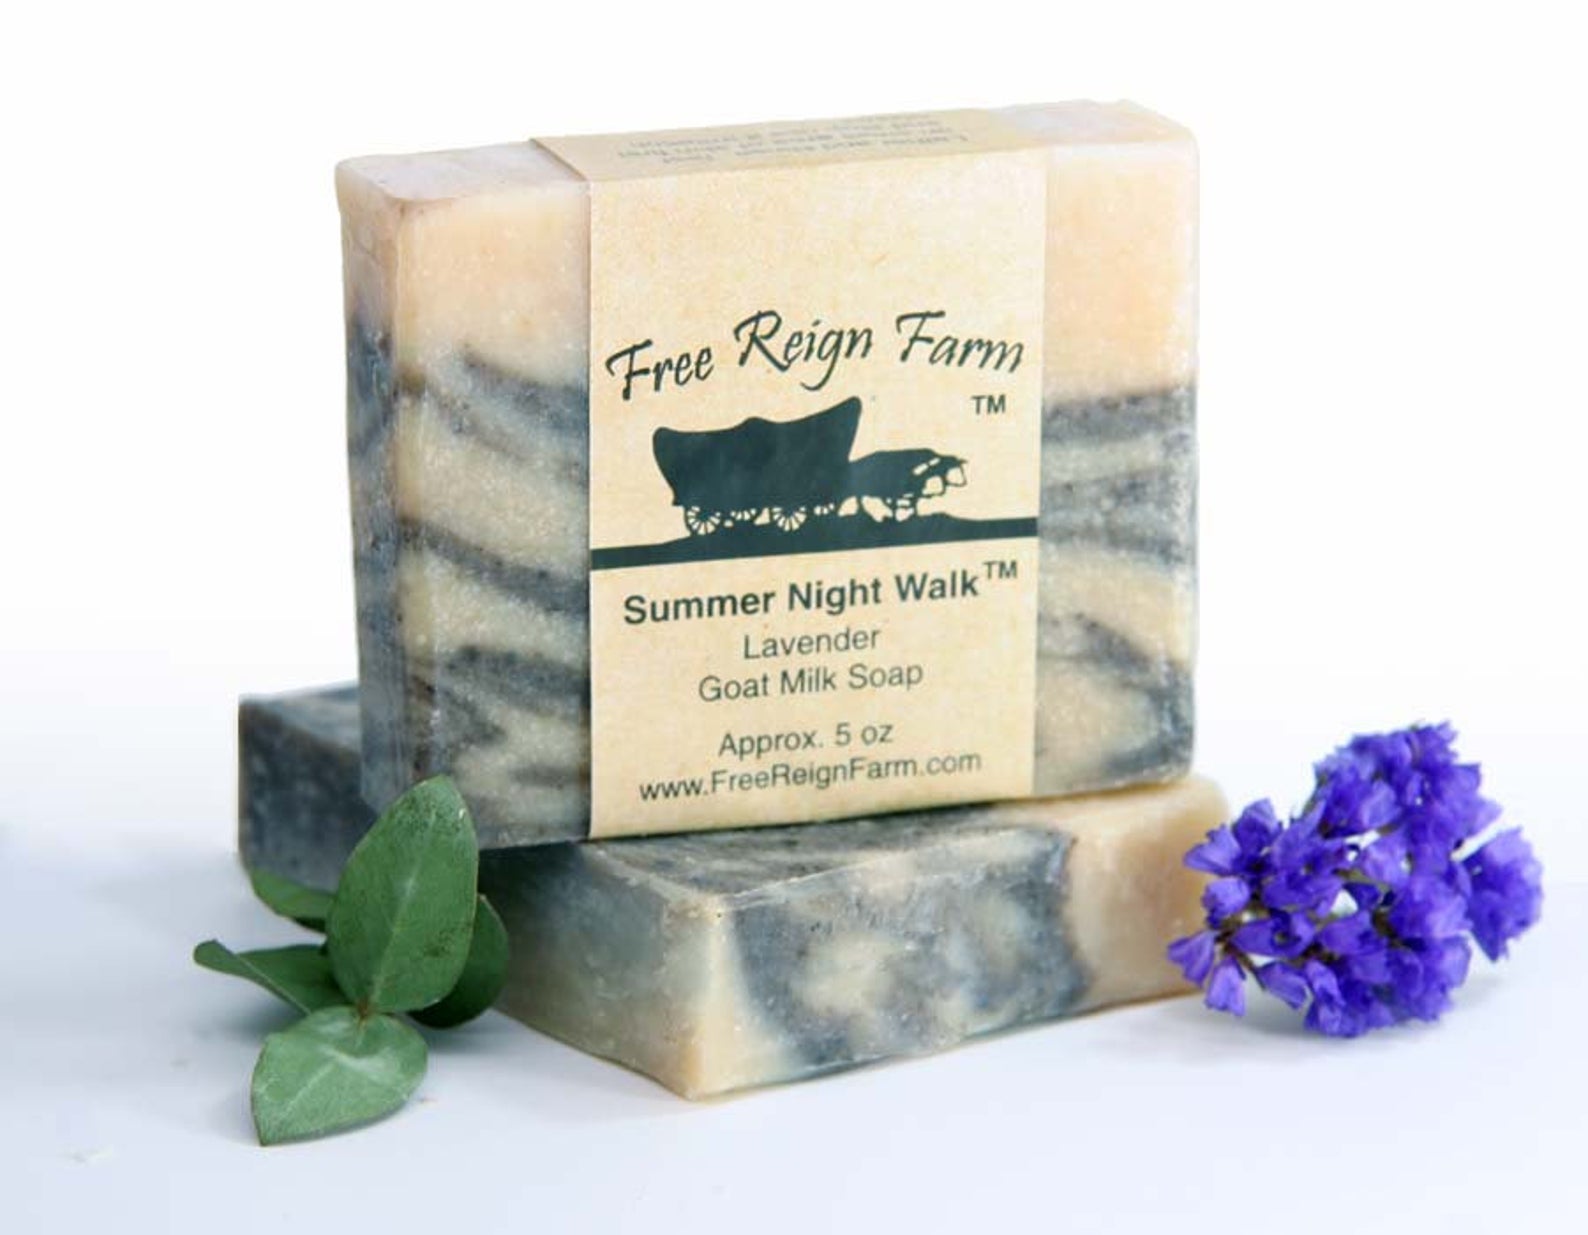 Free Reign Farm
TM
Summer Night Walk™
Lavender
Goat Milk Soap
Approx. 5 oz
www.FreeReignFarm.com